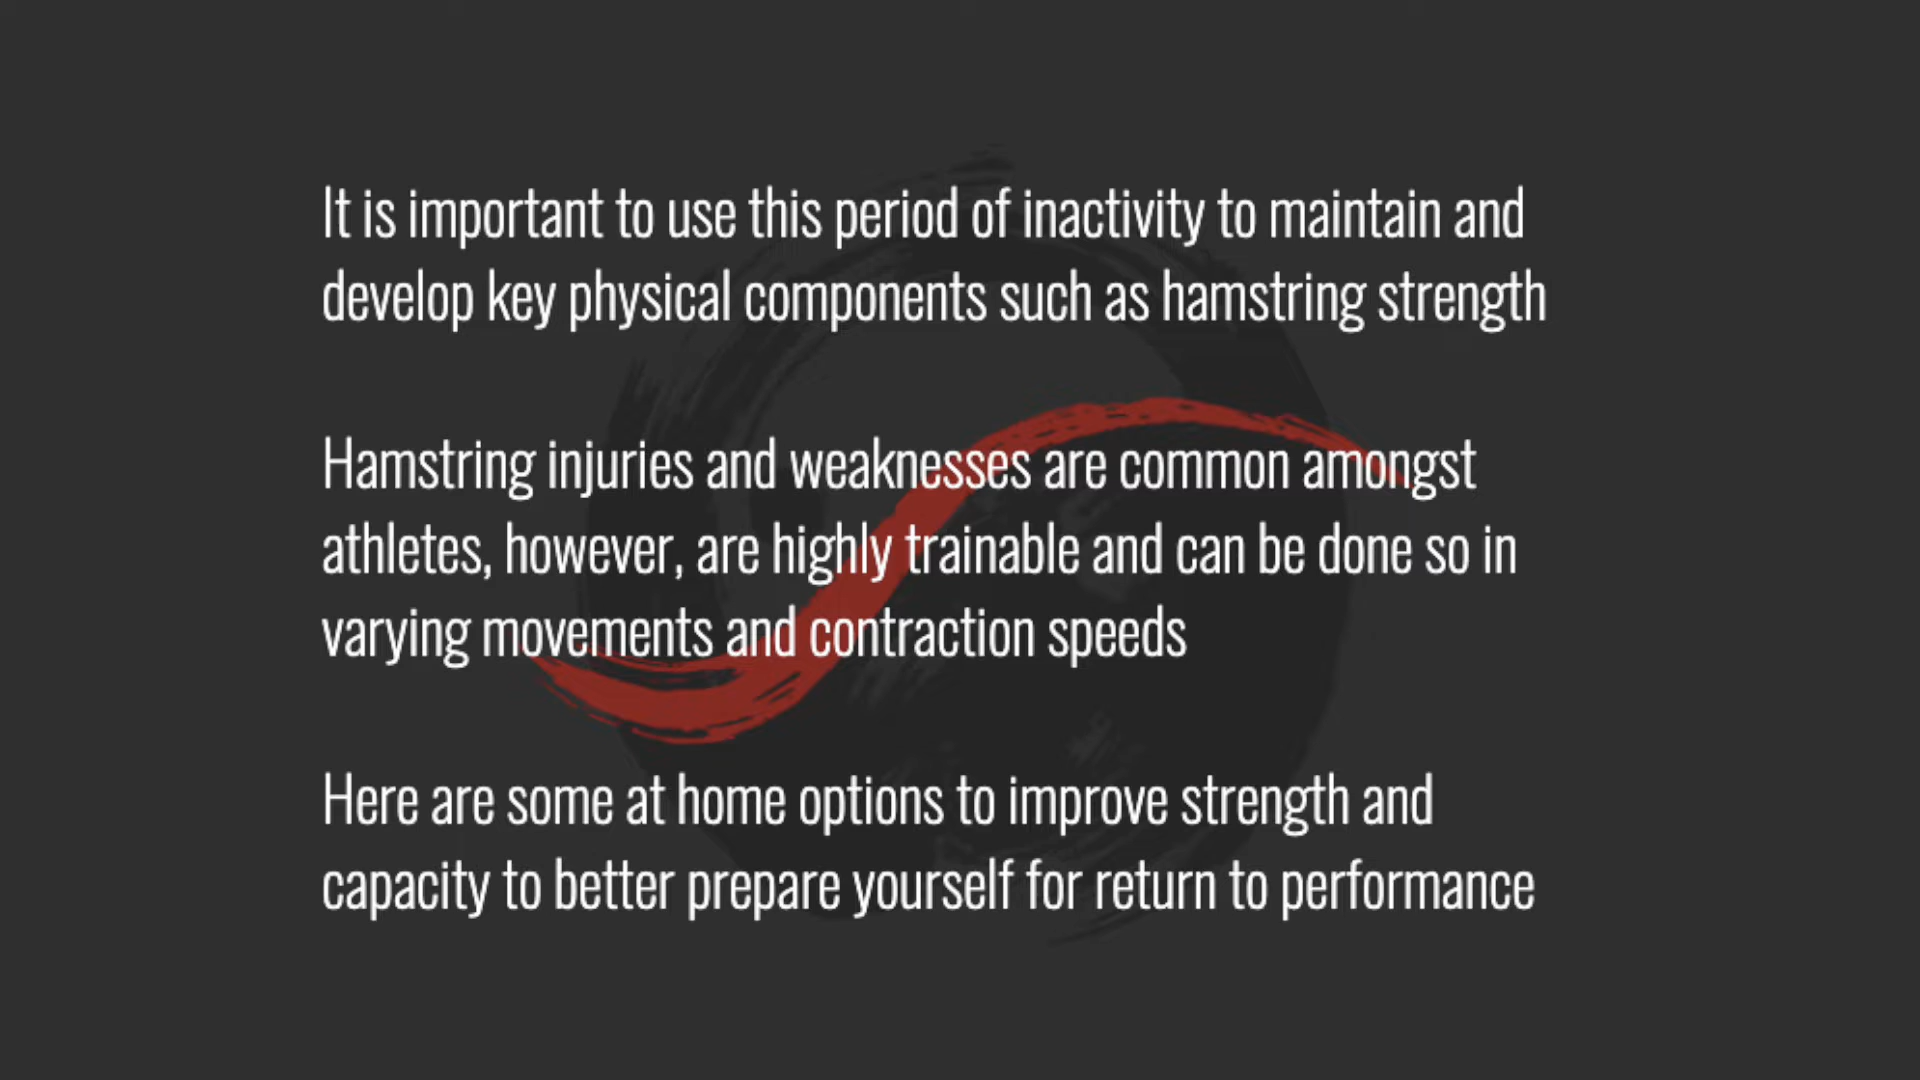 It is important to use this period of inactivity to maintain and
develop key physical components such as hamstring strength
Hamstring injuries and weaknesses are common amongst
athletes, however, are highly trainable and can be done so in
varying movements and contraction speeds
Here are some at home options to improve strength and
capacity to better prepare yourself for return to performance